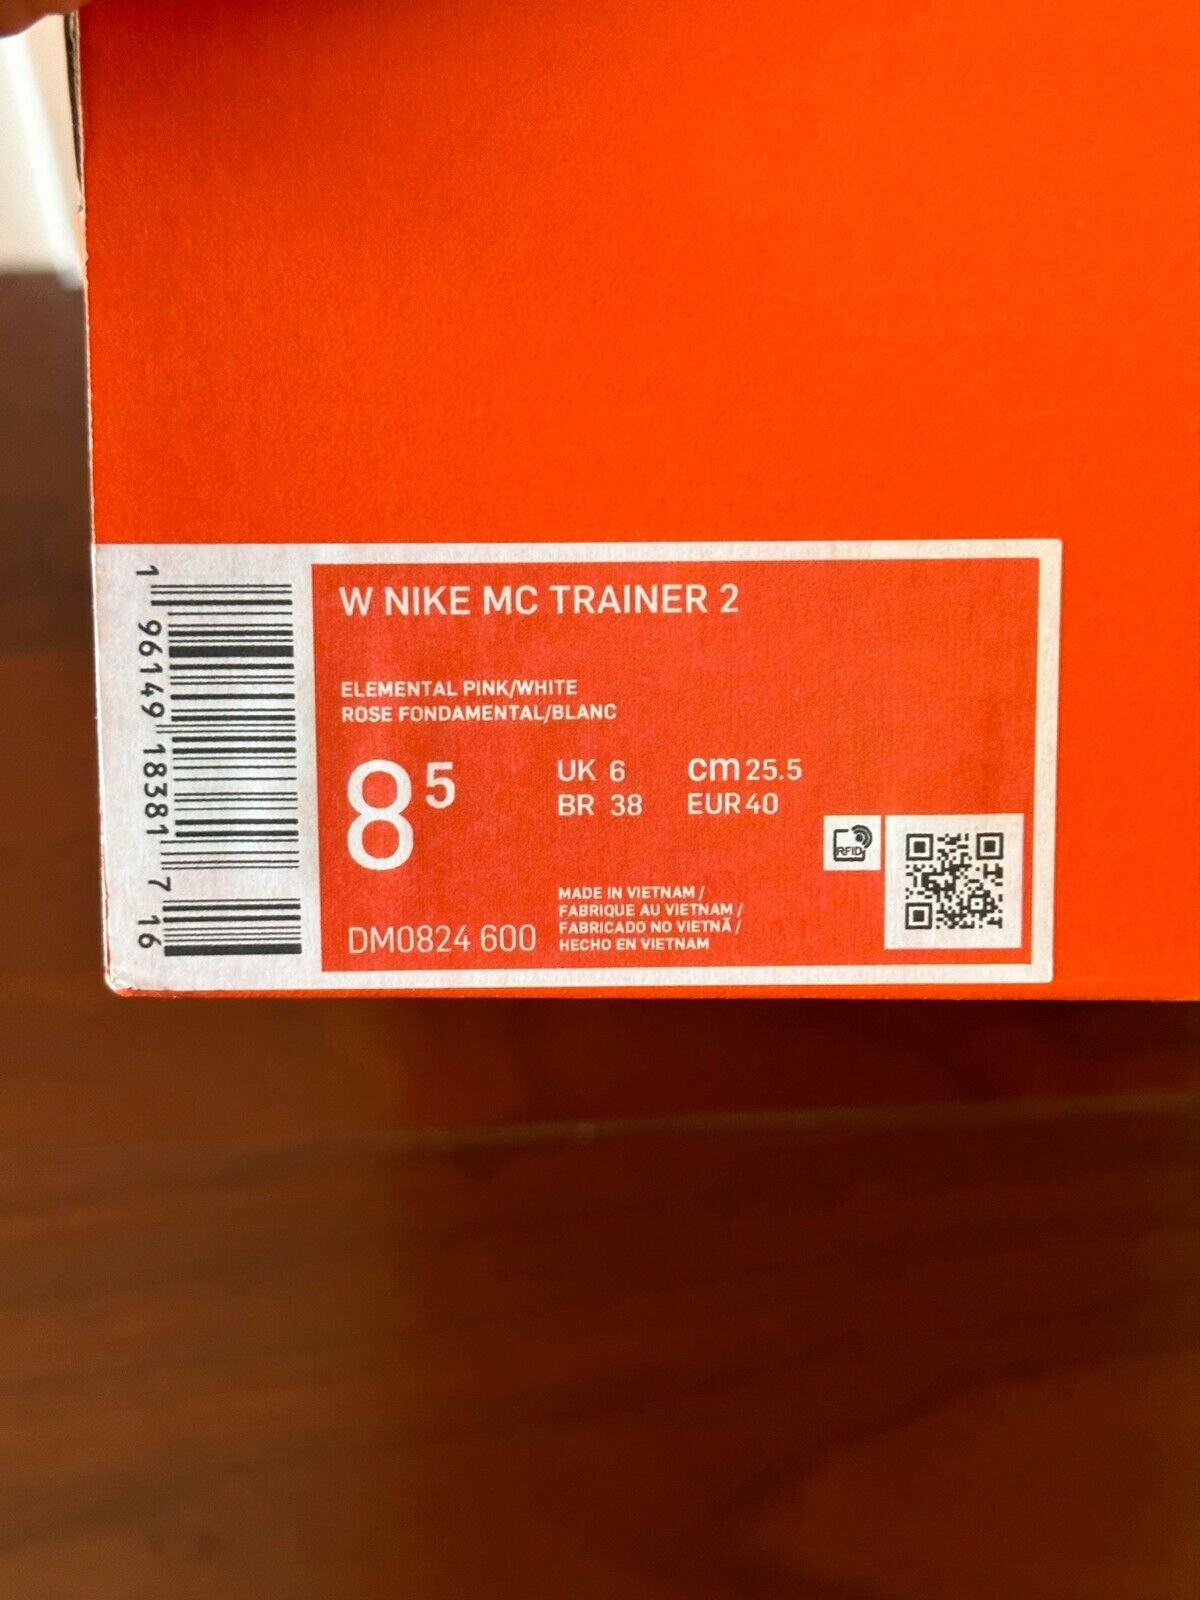 W NIKE MC TRAINER 2
ELEMENTAL PINK/WHITE
ROSE FONDAMENTAL/BLANC
8 5
UK 6 cm 25.5
BR 38 EUR 40
RFID
MADE IN VIETNAM /
FABRIQUE AU VIETNAM /
FABRICADO NO VIETNÃ /
HECHO EN VIETNAM
DM0824 600
1 96149 18381 7 16